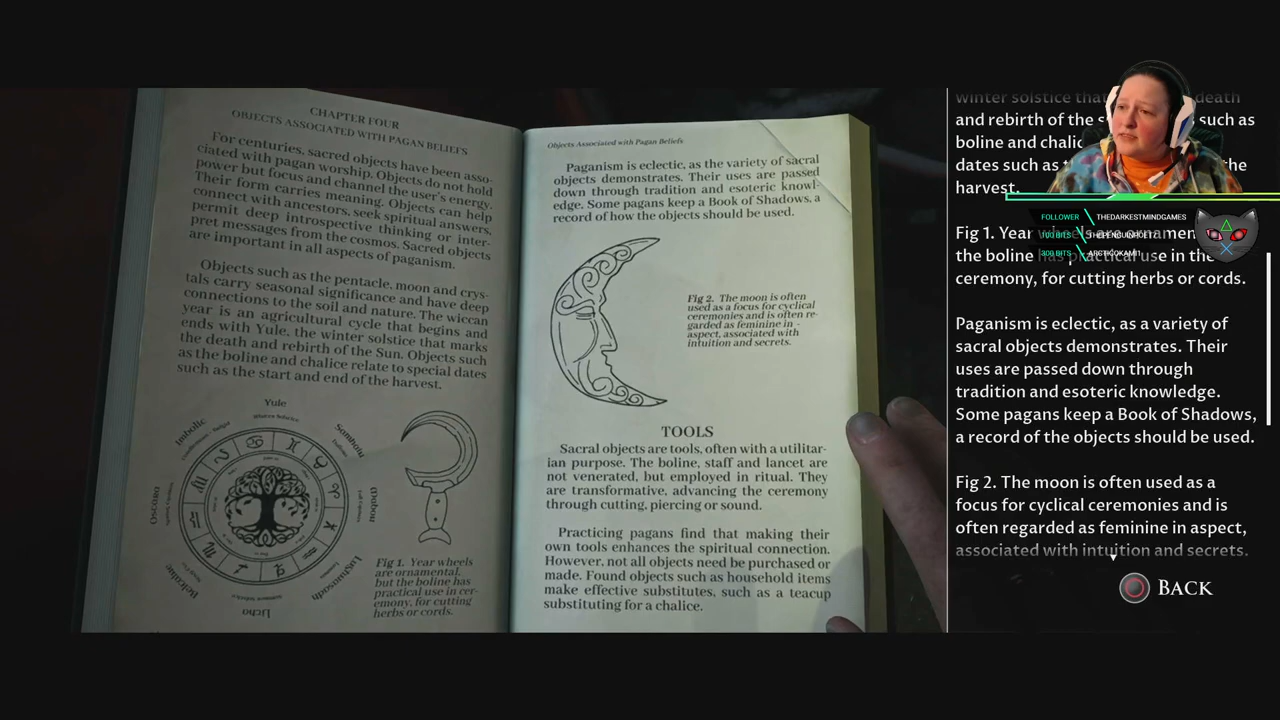 CHAPTER FOUR
OBJECTS ASSOCIATED WITH PAGAN BELIEFS
For centuries, sacred objects have been asso-
ciated with pagan worship. Objects do not hold
power but focus and channel the user's energy.
Their form carries meaning. Objects can help
connect with ancestors, seek spiritual answers,
permit deep introspective thinking or inter-
pret messages from the cosmos. Sacred objects
are important in all aspects of paganism.
Objects such as the pentacle, moon and crys-
tals carry seasonal significance and have deep
connections to the soil and nature. The wiccan
year is an agricultural cycle that begins and
ends with Yule, the winter solstice that marks
the death and rebirth of the Sun. Objects such
as the boline and chalice relate to special dates
such as the start and end of the harvest.
Yule
Imbolic
Samhain
Fig 1. Year wheels
are ornamental,
but the boline has
practical use in cer-
emony, for cutting
herbs or cords.
Objects Associated with Pagan Beliefs
Paganism is eclectic, as the variety of sacral
objects demonstrates. Their uses are passed
down through tradition and esoteric knowl-
edge. Some pagans keep a Book of Shadows, a
record of how the objects should be used.
Fig 2. The moon is often
used as a focus for cyclical
ceremonies and is often re-
garded as feminine in -
aspect, associated with
intuition and secrets.
TOOLS
Sacral objects are tools, often with a utilitar-
ian purpose. The boline, staff and lancet are
not venerated, but employed in ritual. They
are transformative, advancing the ceremony
through cutting, piercing or sound.
Practicing pagans find that making their
own tools enhances the spiritual connection.
However, not all objects need be purchased or
made. Found objects such as household items
make effective substitutes, such as a teacup
substituting for a chalice.
winter solstice that death
and rebirth of the such as
boline and chalic
dates such as the
harvest.
Fig 1. Year
the boline has practical use in the
ceremony, for cutting herbs or cords.
Paganism is eclectic, as a variety of
sacral objects demonstrates. Their
uses are passed down through
tradition and esoteric knowledge.
Some pagans keep a Book of Shadows,
a record of the objects should be used.
Fig 2. The moon is often used as a
focus for cyclical ceremonies and is
often regarded as feminine in aspect,
associated with intuition and secrets.
BACK
FOLLOWER THEDARKESTMINDGAMES
100 BITS
300 BITS